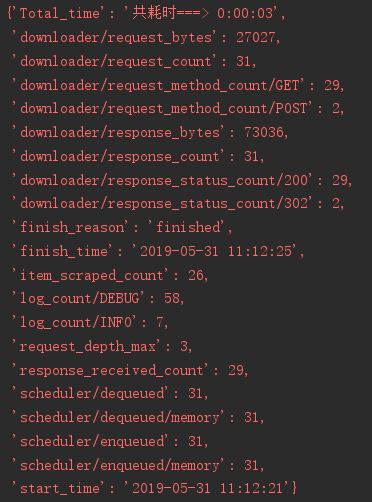 {'Total_time': '共耗时===> 0:00:03',
'downloader/request_bytes': 27027,
'downloader/request_count': 31,
'downloader/request_method_count/GET': 29,
'downloader/request_method_count/POST': 2,
'downloader/response_bytes': 73036,
'downloader/response_count': 31,
'downloader/response_status_count/200': 29,
'downloader/response_status_count/302': 2,
'finish_reason': 'finished',
'finish_time': '2019-05-31 11:12:25',
'item_scraped_count': 26,
'log_count/DEBUG': 58,
'log_count/INFO': 7,
'request_depth_max': 3,
'response_received_count': 29,
'scheduler/dequeued': 31,
'scheduler/dequeued/memory': 31,
'scheduler/enqueued': 31,
'scheduler/enqueued/memory': 31,
'start_time': '2019-05-31 11:12:21'}